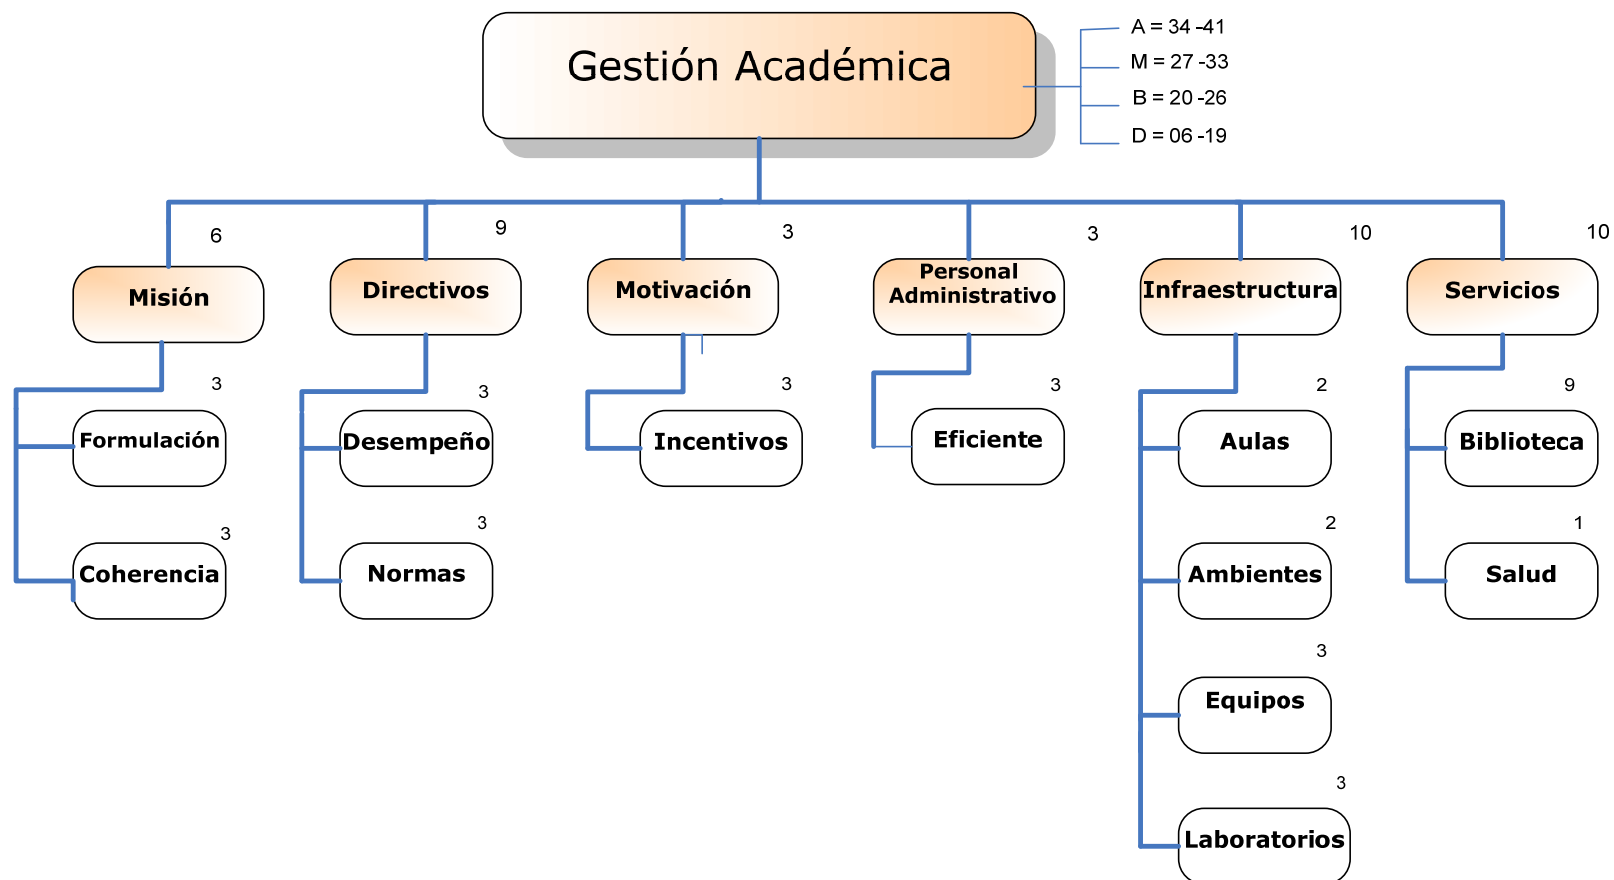 Gestión Académica
A = 34 -41
M = 27 -33
B = 20 -26
D = 06 -19
6
9
3
3
10
10
Misión
Directivos
Motivación
Personal
Administrativo
Infraestructura
Servicios
3
3
3
3
2
9
Formulación
Desempeño
Incentivos
Eficiente
Aulas
Biblioteca
3
3
2
1
Coherencia
Normas
Ambientes
Salud
3
Equipos
3
Laboratorios